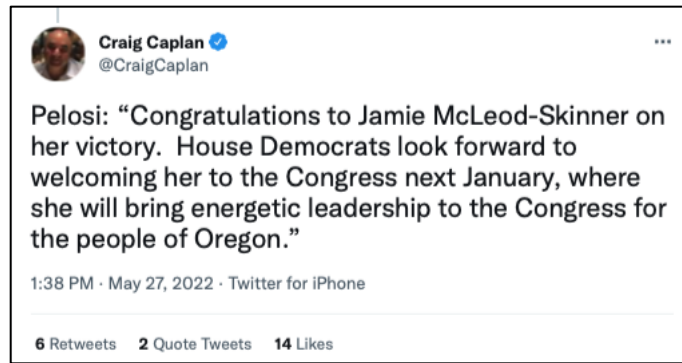 Craig Caplan
@CraigCaplan
Pelosi: “Congratulations to Jamie McLeod-Skinner on
her victory.  House Democrats look forward to
welcoming her to the Congress next January, where
she will bring energetic leadership to the Congress for
the people of Oregon.”
1:38 PM · May 27, 2022 · Twitter for iPhone
6 Retweets 2 Quote Tweets 14 Likes